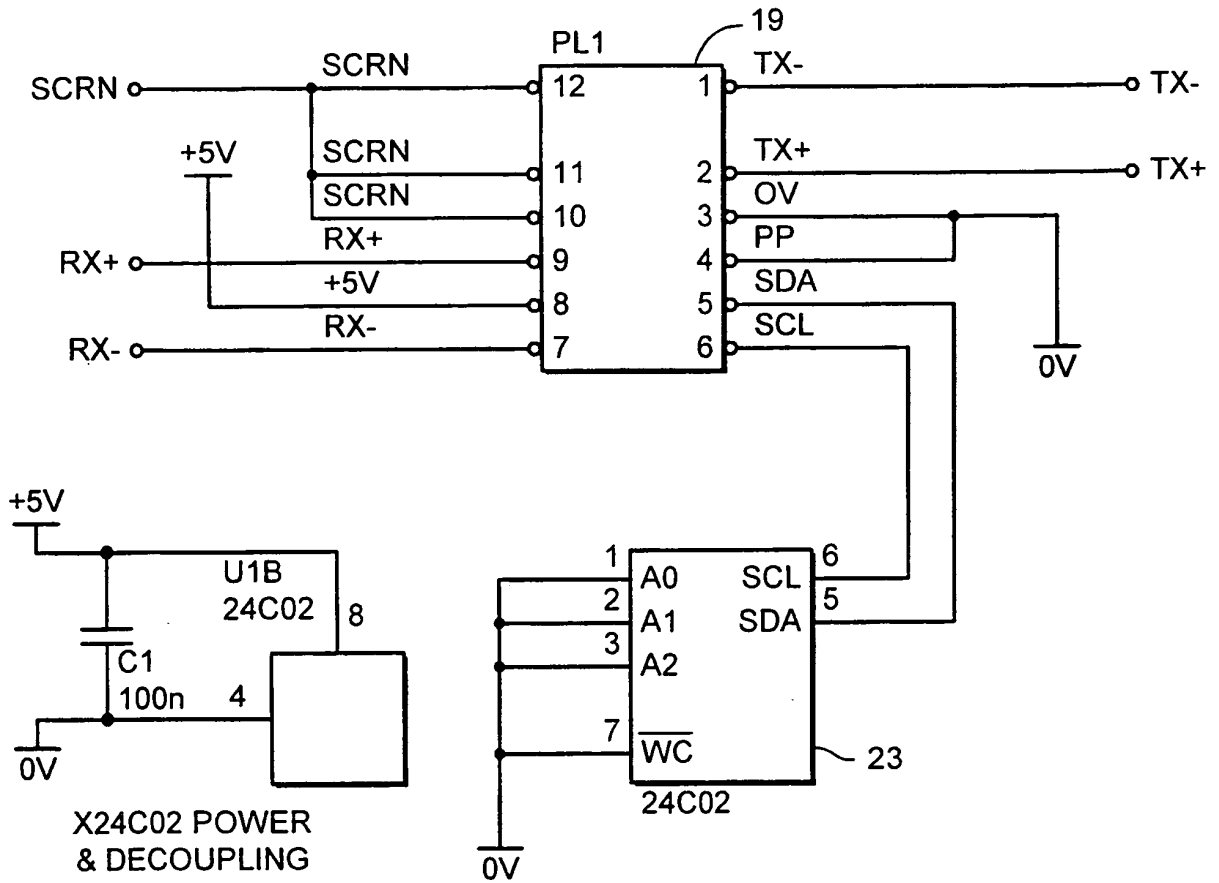 19
PL1
SCRN SCRN 12 1 TX- TX-
+5V SCRN 11 2 TX+ TX+
SCRN 10 3 OV
RX+ RX+ 9 4 PP
+5V 8 5 SDA
RX- RX- 7 6 SCL
0V
+5V
U1B
24C02
8
C1
100n
4
0V
X24C02 POWER
& DECOUPLING
1 A0 SCL 6
2 A1 SDA 5
3 A2
7 W̅C̅
23
24C02
0V